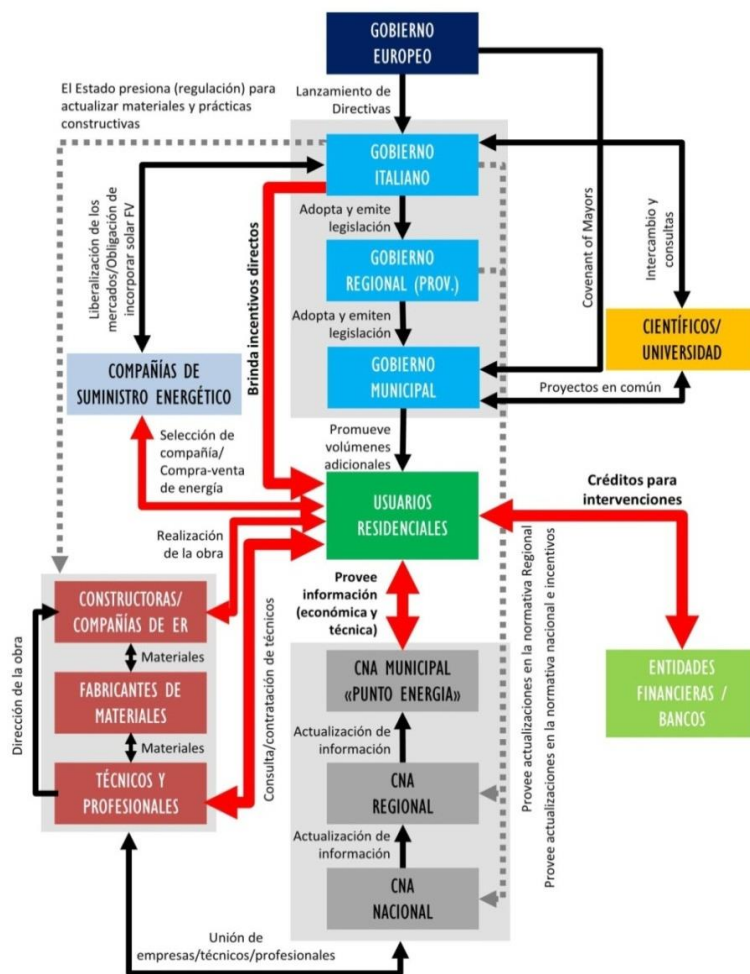 GOBIERNO
EUROPEO
El Estado presiona (regulación) para
actualizar materiales y prácticas
constructivas
Lanzamiento de
Directivas
GOBIERNO
ITALIANO
Liberalización de los
mercados/Obligación de
incorporar solar FV
Brinda incentivos directos
Adopta y emite
legislación
Covenant of Mayors
Intercambio y
consultas
GOBIERNO
REGIONAL (PROV.)
Adopta y emiten
legislación
CIENTÍFICOS/
UNIVERSIDAD
COMPAÑÍAS DE
SUMINISTRO ENERGÉTICO
GOBIERNO
MUNICIPAL
Proyectos en común
Selección de
compañía/
Compra-venta
de energía
Promueve
volúmenes
adicionales
Créditos para
intervenciones
USUARIOS
RESIDENCIALES
Realización
de la obra
Provee
información
(económica y
técnica)
Provee actualizaciones en la normativa Regional
Provee actualizaciones en la normativa nacional e incentivos
Dirección de la obra
CONSTRUCTORAS/
COMPAÑÍAS DE ER
Materiales
Consulta/contratación de técnicos
CNA MUNICIPAL
«PUNTO ENERGIA»
ENTIDADES
FINANCIERAS /
BANCOS
FABRICANTES DE
MATERIALES
Materiales
Actualización de
información
TÉCNICOS Y
PROFESIONALES
CNA
REGIONAL
Actualización de
información
CNA
NACIONAL
Unión de
empresas/técnicos/profesionales